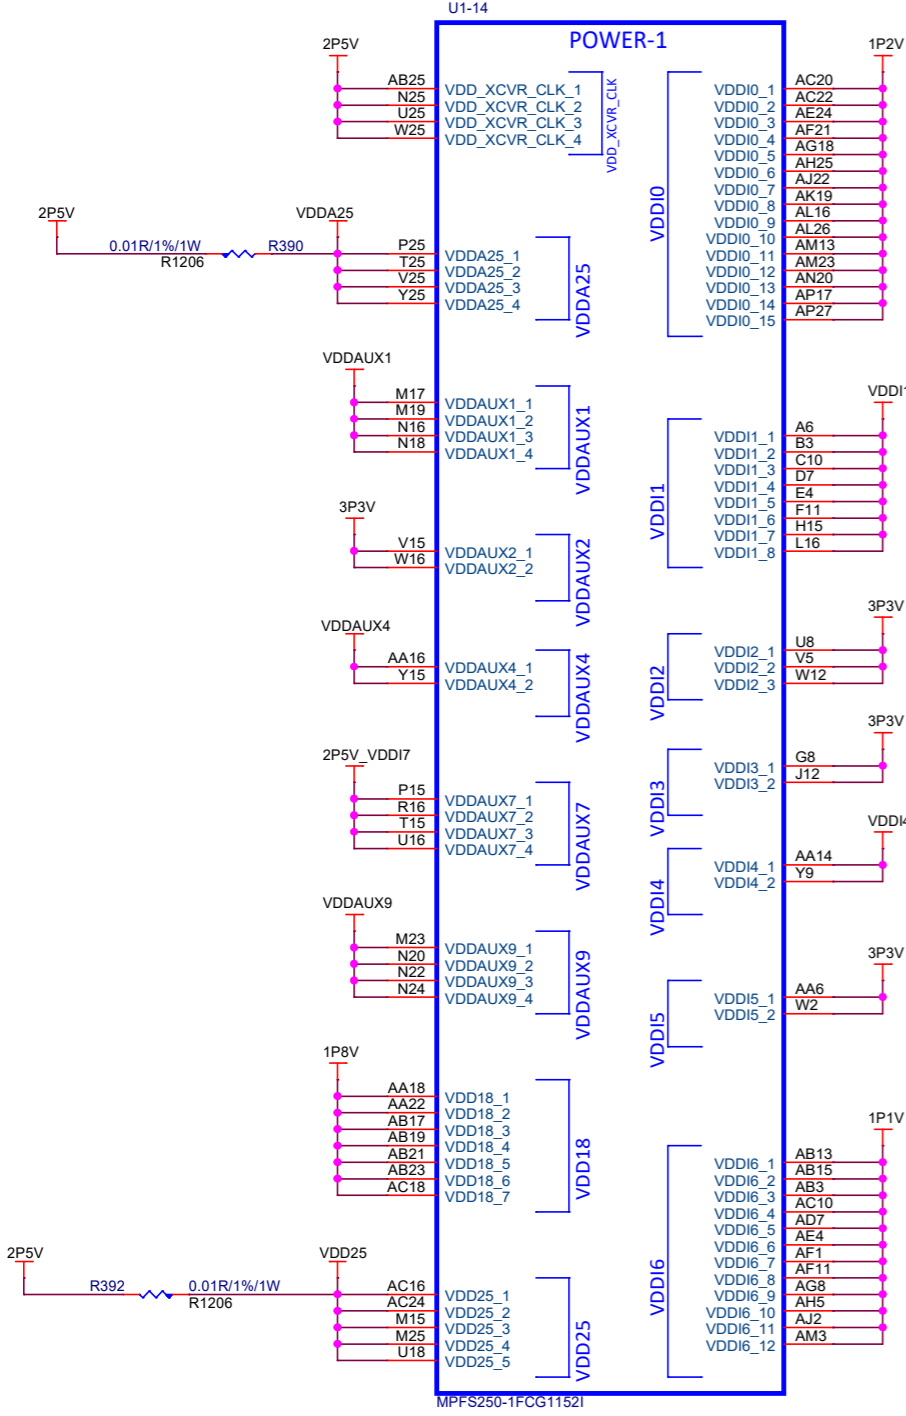 U1-14
POWER-1
2P5V
AB25 VDD_XCVR_CLK_1
N25 VDD_XCVR_CLK_2
U25 VDD_XCVR_CLK_3
W25 VDD_XCVR_CLK_4
VDD_XCVR_CLK
2P5V
0.01R/1%/1W R390
R1206
VDDA25
P25 VDDA25_1
T25 VDDA25_2
V25 VDDA25_3
Y25 VDDA25_4
VDDA25
VDDAUX1
M17 VDDAUX1_1
M19 VDDAUX1_2
N16 VDDAUX1_3
N18 VDDAUX1_4
VDDAUX1
3P3V
V15 VDDAUX2_1
W16 VDDAUX2_2
VDDAUX2
VDDAUX4
AA16 VDDAUX4_1
Y15 VDDAUX4_2
VDDAUX4
2P5V_VDDI7
P15 VDDAUX7_1
R16 VDDAUX7_2
T15 VDDAUX7_3
U16 VDDAUX7_4
VDDAUX7
VDDAUX9
M23 VDDAUX9_1
N20 VDDAUX9_2
N22 VDDAUX9_3
N24 VDDAUX9_4
VDDAUX9
1P8V
AA18 VDD18_1
AA22 VDD18_2
AB17 VDD18_3
AB19 VDD18_4
AB21 VDD18_5
AB23 VDD18_6
AC18 VDD18_7
VDD18
2P5V
R392 0.01R/1%/1W
R1206
VDD25
AC16 VDD25_1
AC24 VDD25_2
M15 VDD25_3
M25 VDD25_4
U18 VDD25_5
VDD25
1P2V
VDDI0
VDDI0_1 AC20
VDDI0_2 AC22
VDDI0_3 AE24
VDDI0_4 AF21
VDDI0_5 AG18
VDDI0_6 AH25
VDDI0_7 AJ22
VDDI0_8 AK19
VDDI0_9 AL16
VDDI0_10 AL26
VDDI0_11 AM13
VDDI0_12 AM23
VDDI0_13 AN20
VDDI0_14 AP17
VDDI0_15 AP27
VDDI1
VDDI1
VDDI1_1 A6
VDDI1_2 B3
VDDI1_3 C10
VDDI1_4 D7
VDDI1_5 E4
VDDI1_6 F11
VDDI1_7 H15
VDDI1_8 L16
3P3V
VDDI2
VDDI2_1 U8
VDDI2_2 V5
VDDI2_3 W12
3P3V
VDDI3
VDDI3_1 G8
VDDI3_2 J12
VDDI4
VDDI4
VDDI4_1 AA14
VDDI4_2 Y9
3P3V
VDDI5
VDDI5_1 AA6
VDDI5_2 W2
1P1V
VDDI6
VDDI6_1 AB13
VDDI6_2 AB15
VDDI6_3 AB3
VDDI6_4 AC10
VDDI6_5 AD7
VDDI6_6 AE4
VDDI6_7 AF1
VDDI6_8 AF11
VDDI6_9 AG8
VDDI6_10 AH5
VDDI6_11 AJ2
VDDI6_12 AM3
MPFS250-1FCG1152I